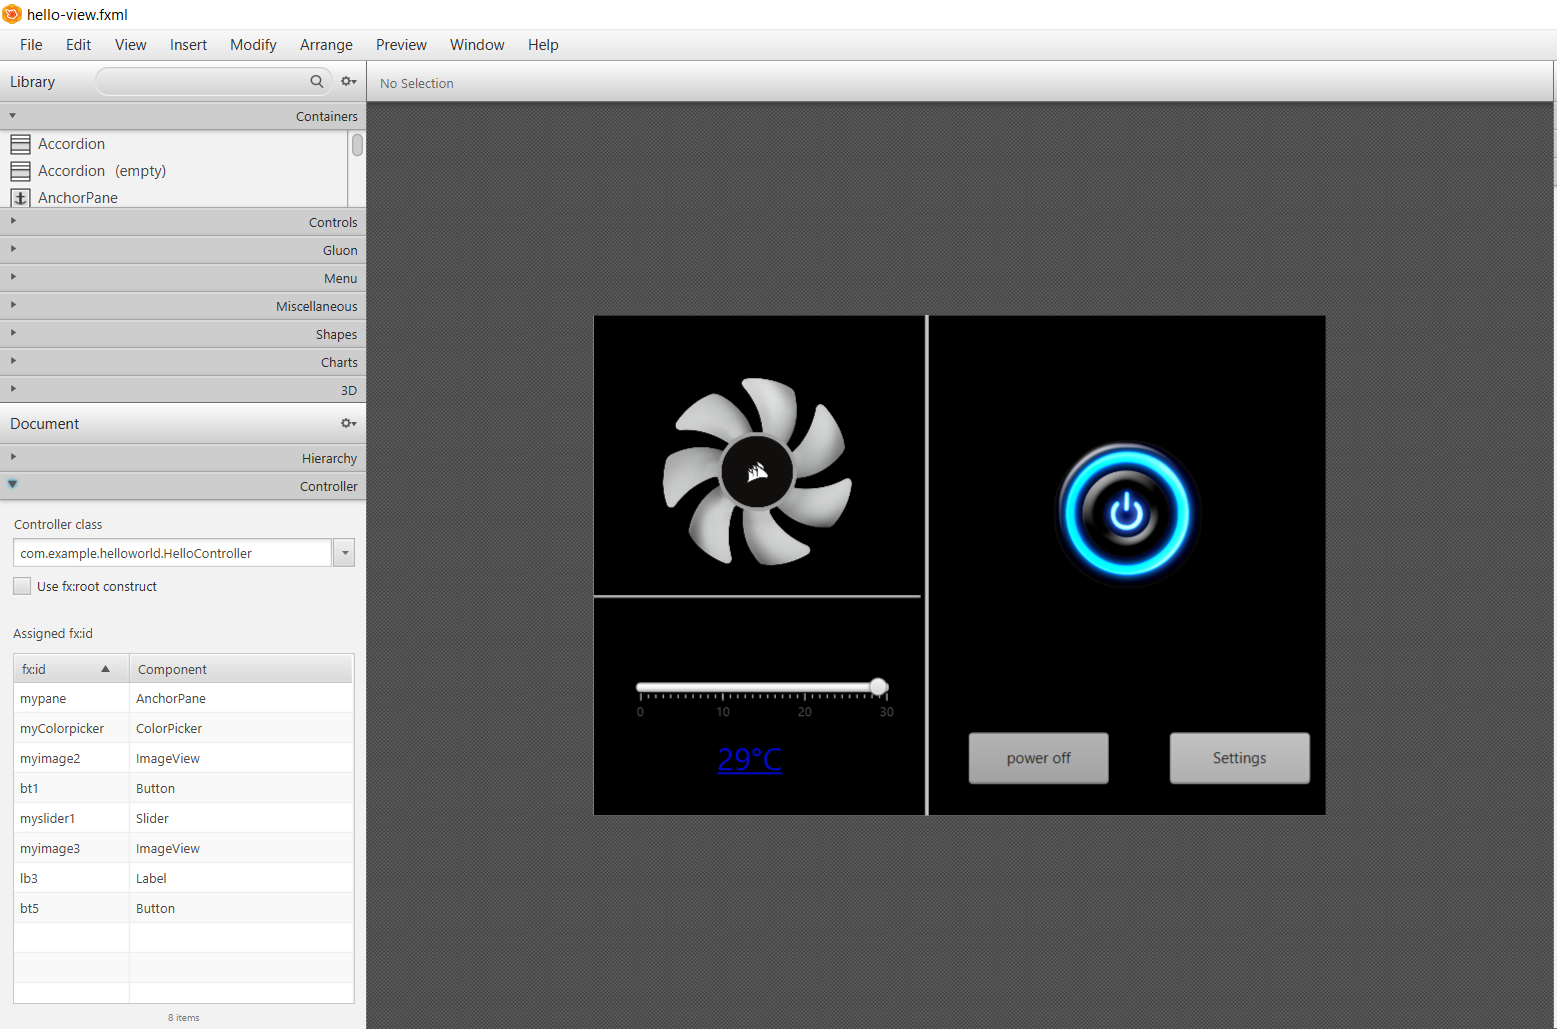 hello-view.fxml
File Edit View Insert Modify Arrange Preview Window Help
Library
No Selection
Containers
Accordion
Accordion (empty)
AnchorPane
Controls
Gluon
Menu
Miscellaneous
Shapes
Charts
3D
Document
Hierarchy
Controller
Controller class
com.example.helloworld.HelloController
Use fx:root construct
Assigned fx:id
fx:id Component
mypane AnchorPane
myColorpicker ColorPicker
myimage2 ImageView
bt1 Button
myslider1 Slider
myimage3 ImageView
lb3 Label
bt5 Button
8 items
0 10 20 30
29°C
power off
Settings